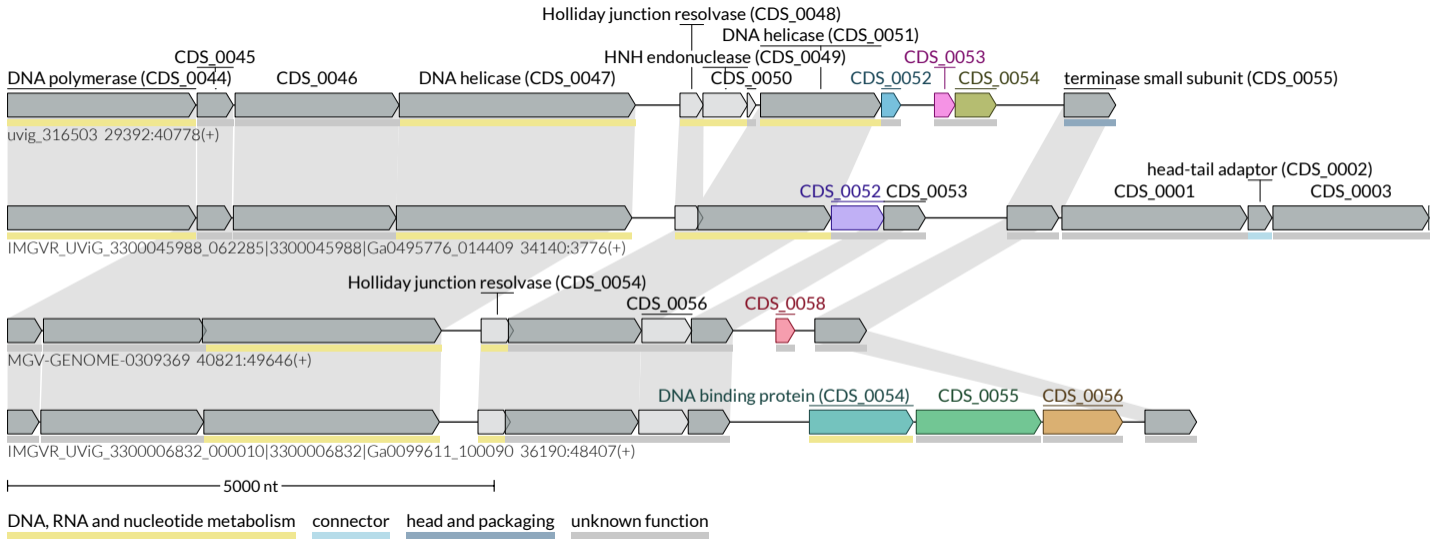 Holliday junction resolvase (CDS_0048)
DNA helicase (CDS_0051)
CDS_0045 HNH endonuclease (CDS_0049) CDS_0053
DNA polymerase (CDS_0044) CDS_0046 DNA helicase (CDS_0047) CDS_0050 CDS_0052 CDS_0054 terminase small subunit (CDS_0055)
uvig_316503 29392:40778(+)
head-tail adaptor (CDS_0002)
CDS_0052 CDS_0053 CDS_0001 CDS_0003
IMGVR_UViG_3300045988_062285|3300045988|Ga0495776_014409 34140:3776(+)
Holliday junction resolvase (CDS_0054)
CDS_0056 CDS_0058
MGV-GENOME-0309369 40821:49646(+)
DNA binding protein (CDS_0054) CDS_0055 CDS_0056
IMGVR_UViG_3300006832_000010|3300006832|Ga0099611_100090 36190:48407(+)
5000 nt
DNA, RNA and nucleotide metabolism connector head and packaging unknown function